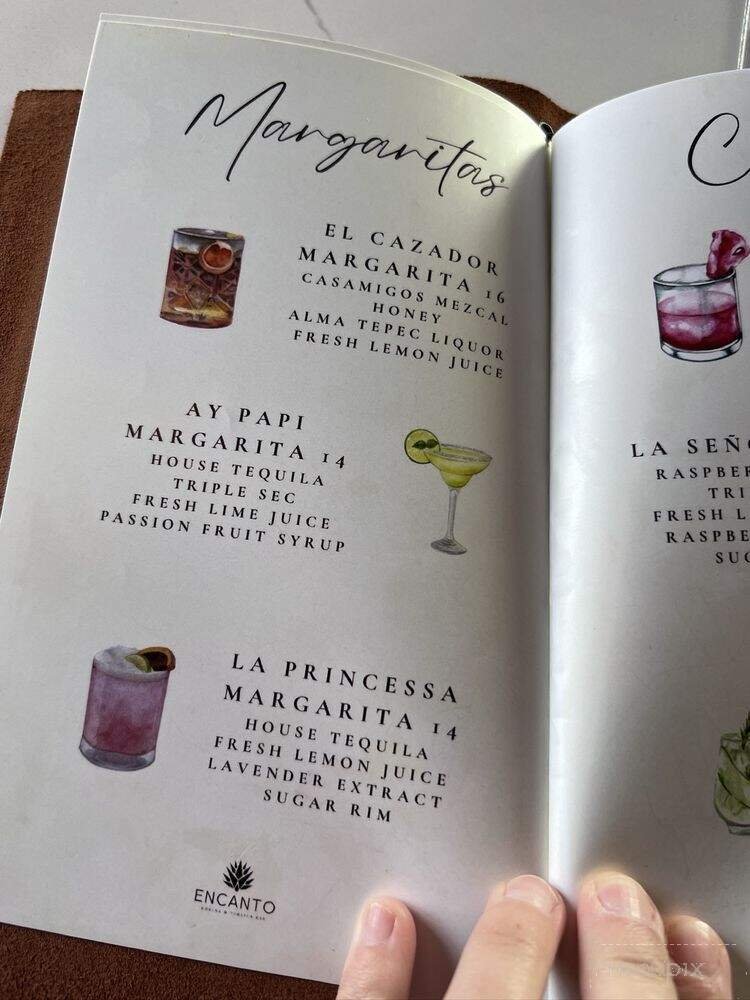 Margaritas
EL CAZADOR
MARGARITA 16
CASAMIGOS MEZCAL
HONEY
ALMA TEPEC LIQUOR
FRESH LEMON JUICE
AY PAPI
MARGARITA 14
HOUSE TEQUILA
TRIPLE SEC
FRESH LIME JUICE
PASSION FRUIT SYRUP
LA PRINCESSA
MARGARITA 14
HOUSE TEQUILA
FRESH LEMON JUICE
LAVENDER EXTRACT
SUGAR RIM
ENCANTO
C
LA SEÑO
RASPBER
TRI
FRESH L
RASPBE
SUG